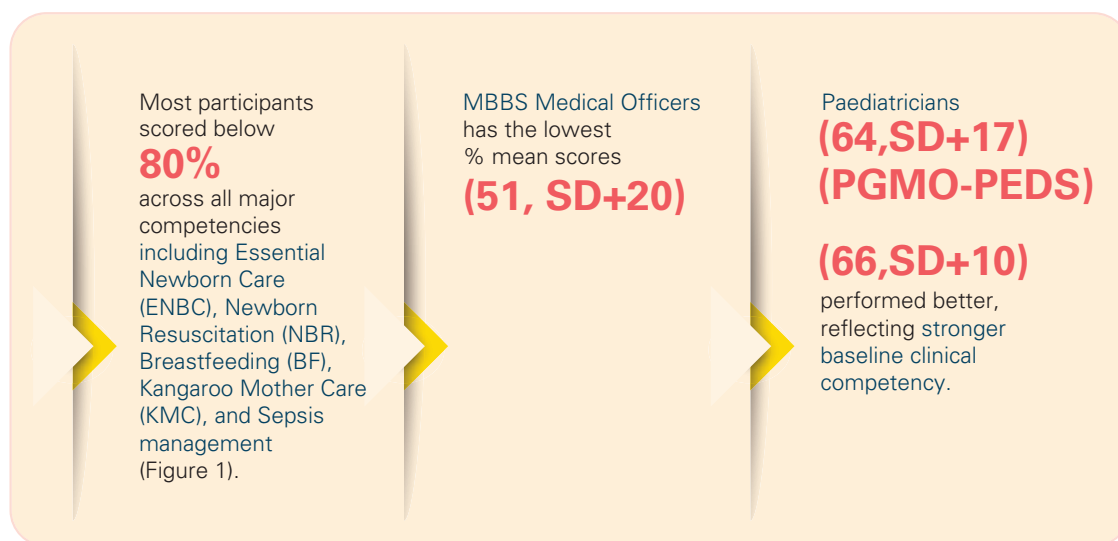 Most participants
scored below
80%
across all major
competencies
including Essential
Newborn Care
(ENBC), Newborn
Resuscitation (NBR),
Breastfeeding (BF),
Kangaroo Mother Care
(KMC), and Sepsis
management
(Figure 1).
MBBS Medical Officers
has the lowest
% mean scores
(51, SD+20)
Paediatricians
(64,SD+17)
(PGMO-PEDS)
(66,SD+10)
performed better,
reflecting stronger
baseline clinical
competency.